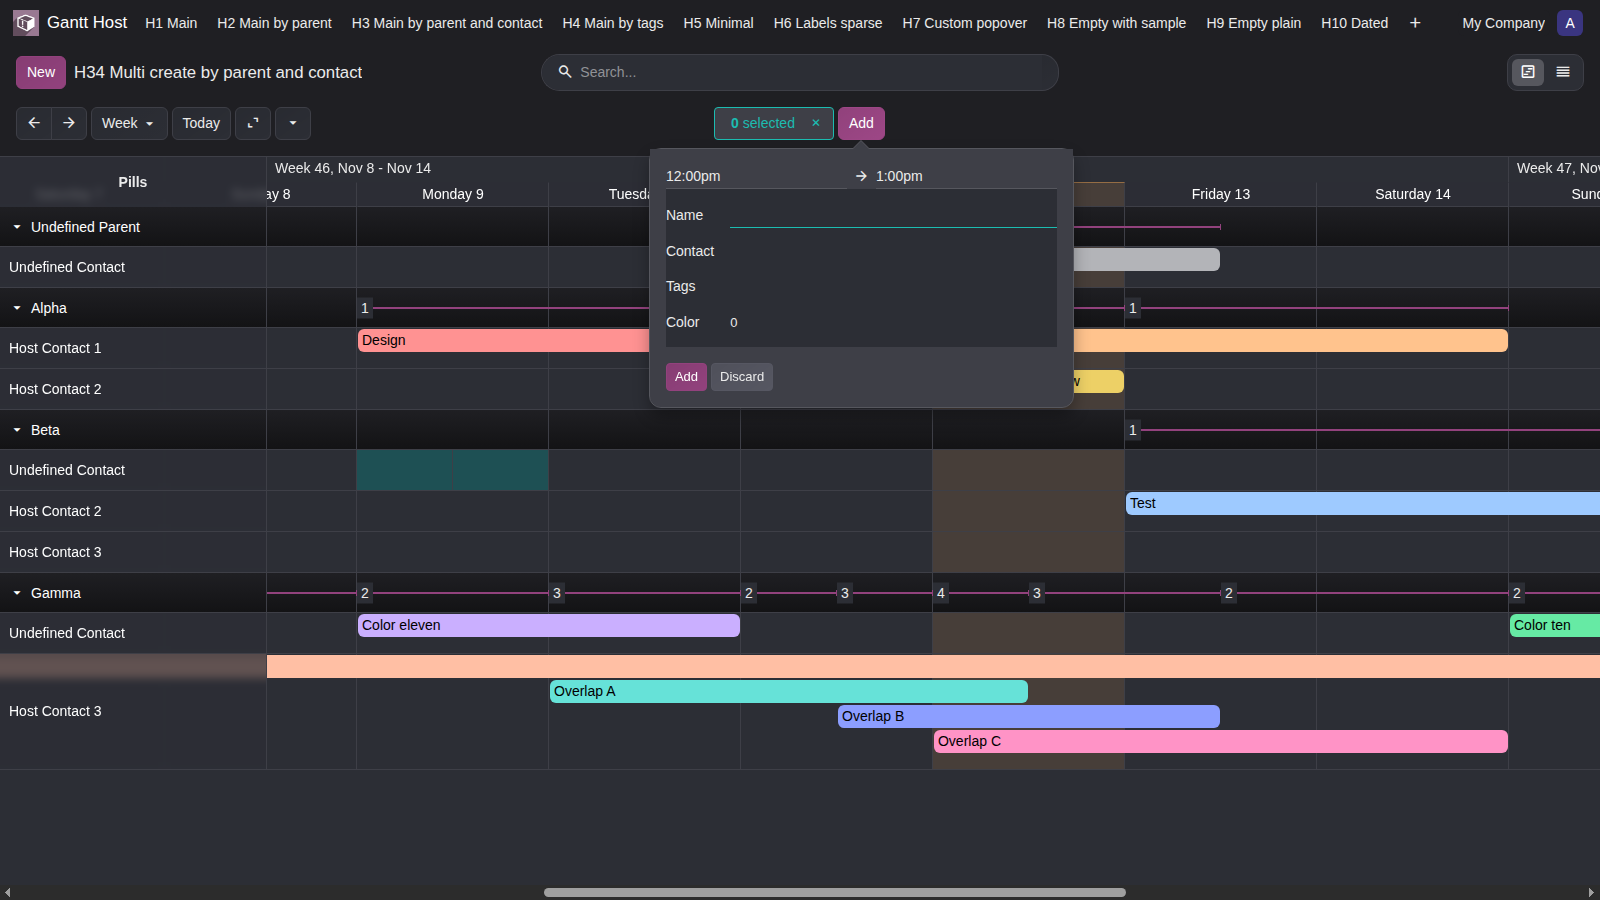 Gantt Host H1 Main H2 Main by parent H3 Main by parent and contact H4 Main by tags H5 Minimal H6 Labels sparse H7 Custom popover H8 Empty with sample H9 Empty plain H10 Dated + My Company A
New H34 Multi create by parent and contact Search...
Week Today 0 selected × Add
Pills Week 46, Nov 8 - Nov 14 Week 47, Nov
ay 8 Monday 9 Tuesda Friday 13 Saturday 14 Sund
12:00pm → 1:00pm
Name
Contact
Tags
Color 0
Add Discard
Undefined Parent
Undefined Contact
Alpha 1 1
Host Contact 1 Design
Host Contact 2
Beta 1
Undefined Contact
Host Contact 2 Test
Host Contact 3
Gamma 2 3 2 3 4 3 2 2
Undefined Contact Color eleven Color ten
Overlap A
Host Contact 3 Overlap B
Overlap C